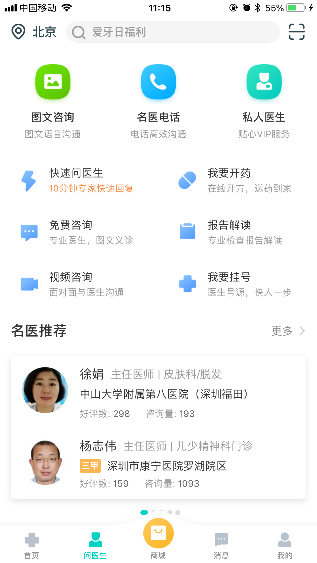 中国移动 11:15 55%
北京 爱牙日福利
图文咨询 名医电话 私人医生
图文语音沟通 电话高效沟通 贴心VIP服务
快速问医生 我要开药
10分钟专家快速回复 在线开方，送药到家
免费咨询 报告解读
专业医生，图文义诊 专业检查报告解读
视频咨询 我要挂号
面对面与医生沟通 医生号源，快人一步
名医推荐 更多
徐娟 主任医师 | 皮肤科/脱发
中山大学附属第八医院（深圳福田）
好评数: 298 咨询量: 193
杨志伟 主任医师 | 儿少精神科门诊
三甲 深圳市康宁医院罗湖院区
好评数: 159 咨询量: 1093
首页 问医生 商城 消息 我的